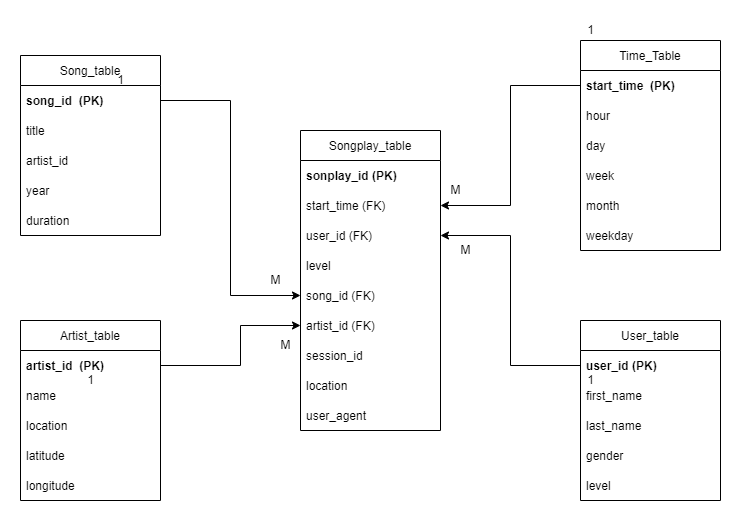 Song_table
1
song_id (PK)
title
artist_id
year
duration
Artist_table
artist_id (PK)
1
name
location
latitude
longitude
Songplay_table
sonplay_id (PK)
start_time (FK)
user_id (FK)
level
song_id (FK)
artist_id (FK)
session_id
location
user_agent
M
M
M
M
1
Time_Table
start_time (PK)
hour
day
week
month
weekday
User_table
user_id (PK)
1
first_name
last_name
gender
level